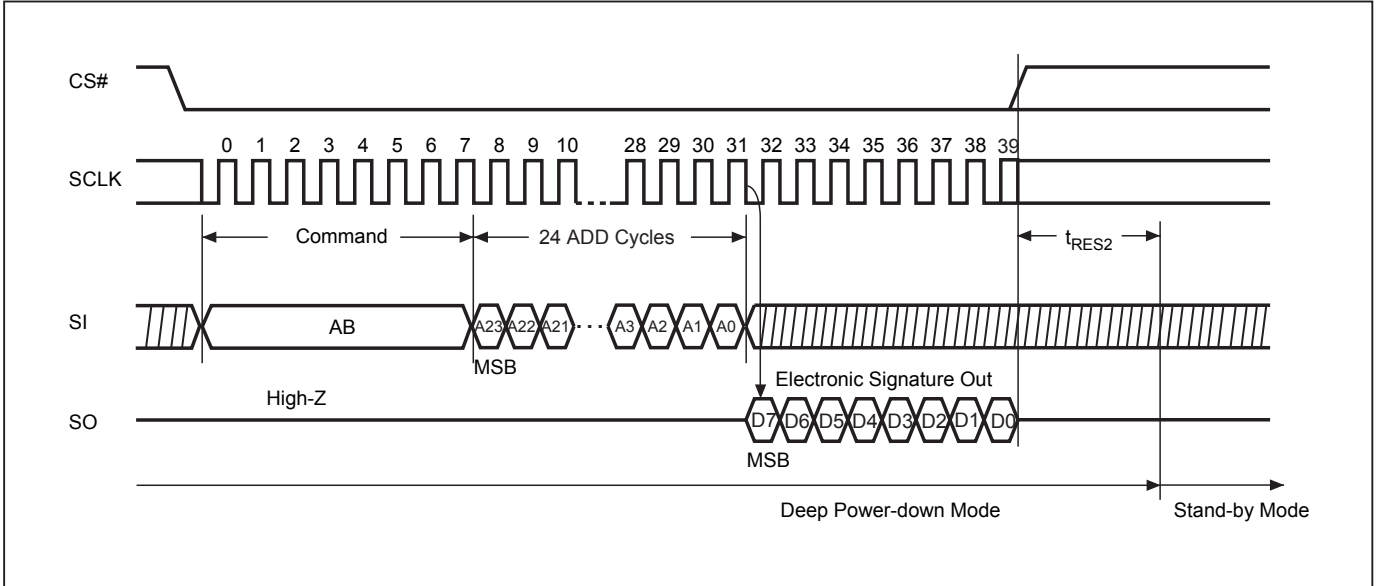 CS#
0 1 2 3 4 5 6 7 8 9 10 28 29 30 31 32 33 34 35 36 37 38 39
SCLK
Command 24 ADD Cycles tRES2
SI AB A23 A22 A21 A3 A2 A1 A0
MSB
Electronic Signature Out
High-Z
SO D7 D6 D5 D4 D3 D2 D1 D0
MSB
Deep Power-down Mode Stand-by Mode